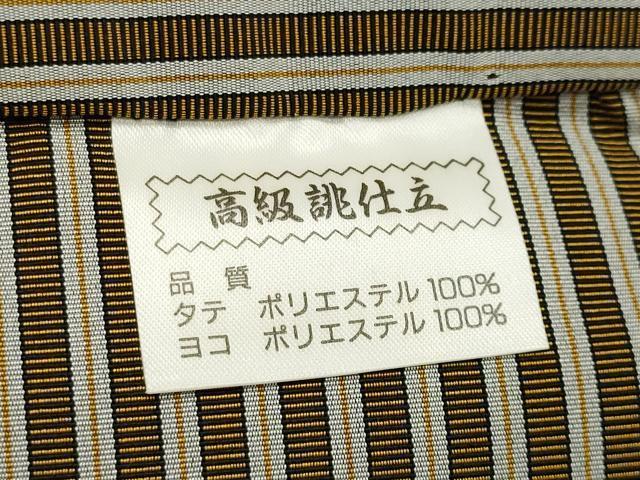 高級誂仕立
品 質
タテ ポリエステル 100%
ヨコ ポリエステル 100%